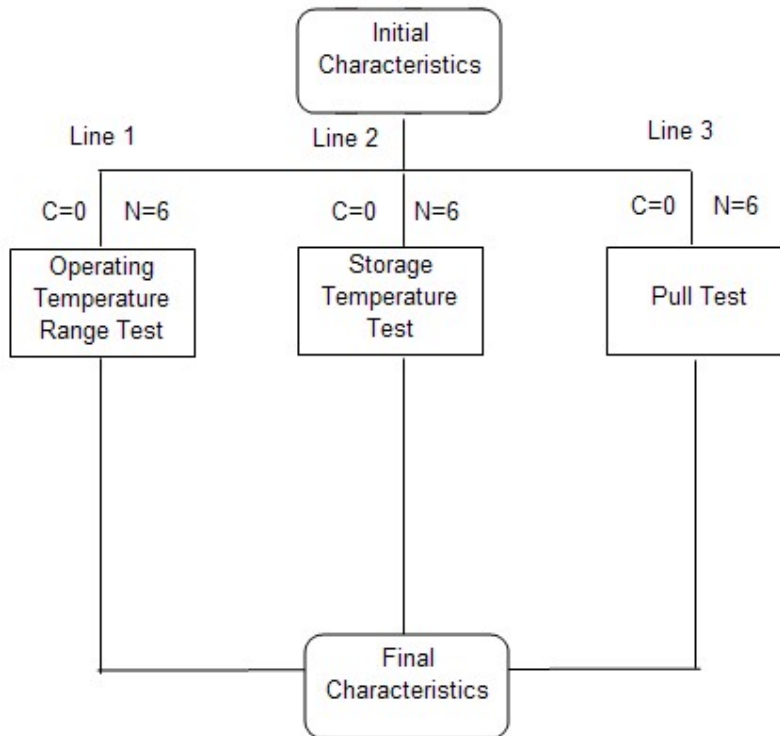 Initial
Characteristics
Line 1
Line 2
Line 3
C=0 N=6
C=0 N=6
C=0 N=6
Operating
Temperature
Range Test
Storage
Temperature
Test
Pull Test
Final
Characteristics